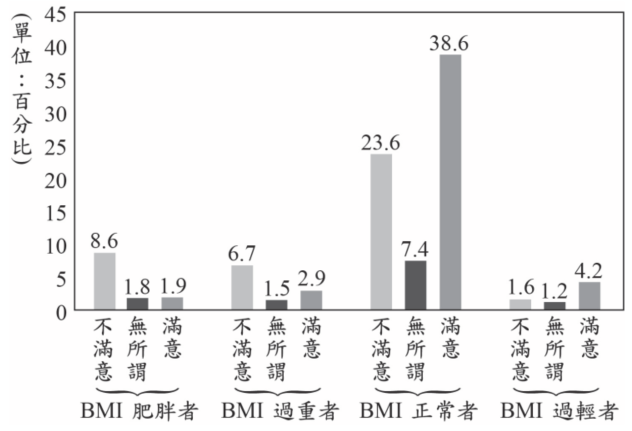 (單位：百分比)
45
40
35
30
25
20
15
10
5
0
8.6
1.8
1.9
6.7
1.5
2.9
23.6
7.4
38.6
1.6
1.2
4.2
不滿意
無所謂
滿意
不滿意
無所謂
滿意
不滿意
無所謂
滿意
不滿意
無所謂
滿意
BMI 肥胖者
BMI 過重者
BMI 正常者
BMI 過輕者